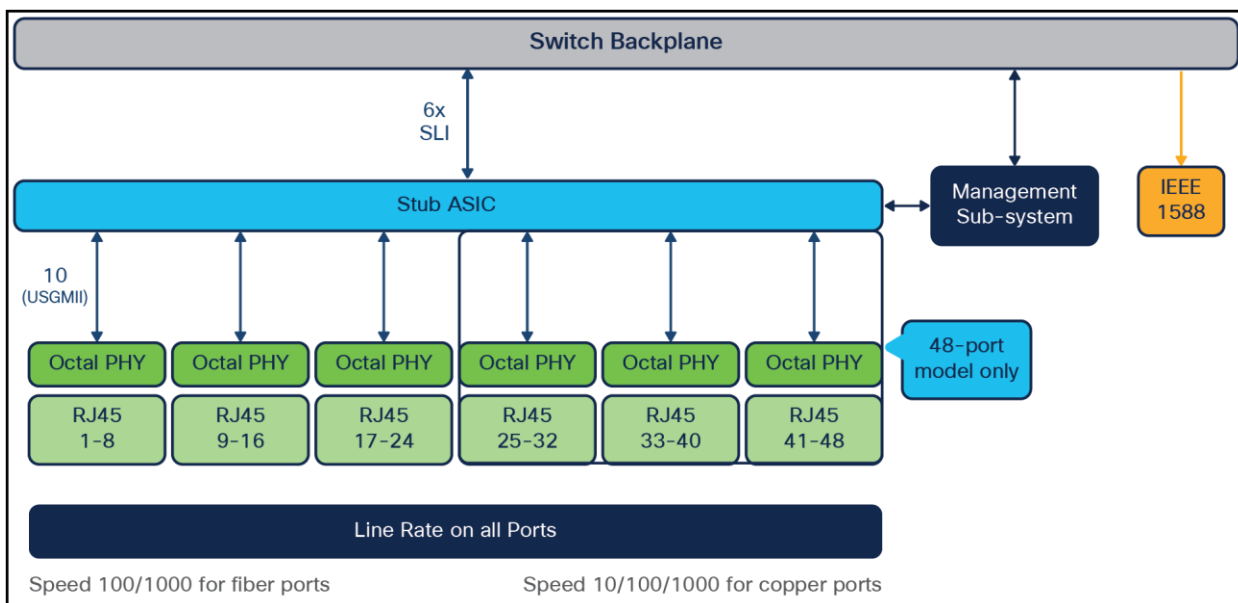 Switch Backplane
6x
SLI
Stub ASIC
Management
Sub-system
IEEE
1588
10
(USGMII)
Octal PHY
Octal PHY
Octal PHY
Octal PHY
Octal PHY
Octal PHY
48-port
model only
RJ45
1-8
RJ45
9-16
RJ45
17-24
RJ45
25-32
RJ45
33-40
RJ45
41-48
Line Rate on all Ports
Speed 100/1000 for fiber ports
Speed 10/100/1000 for copper ports